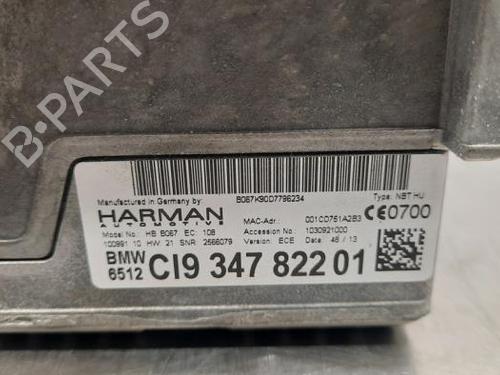 B-PARTS
Manufactured in Germany by:
B067K90D7796234
Type: NBT HU
HARMAN
AUTOMOTIVE
MAC-Adr.: 001CD751A2B3
CE0700
Model No.: HB B067 EC: 108
Accession No.: 1030921000
100991 10 HW: 21 SNR: 2566079
Version: ECE Date: 46 / 13
BMW
6512
CI9 347 822 01